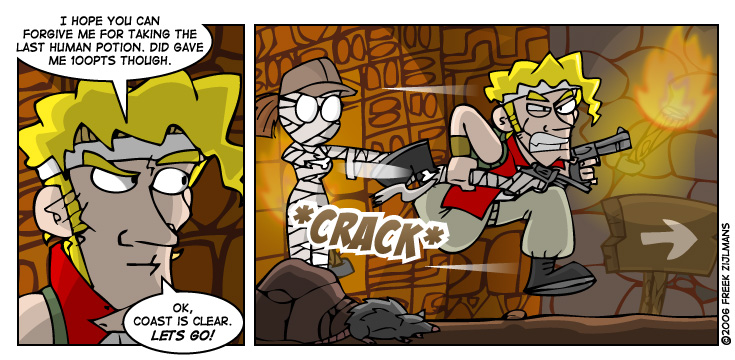 I HOPE YOU CAN
FORGIVE ME FOR TAKING THE
LAST HUMAN POTION. DID GAVE
ME 100PTS THOUGH.
OK,
COAST IS CLEAR.
LET'S GO!
*CRACK*
©2006 FREEK ZIJLMANS